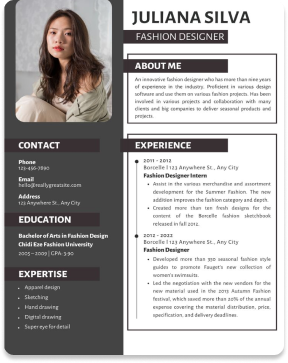 JULIANA SILVA
FASHION DESIGNER
ABOUT ME
An innovative fashion designer who has more than nine years
of experience in the industry. Proficient in various design
software and use them on various fashion projects. Has been
involved in various projects and collaboration with many
clients and big companies to deliver seasonal products and
projects.
CONTACT
Phone
123-456-7890
Email
hello@reallygreatsite.com
Address
123 Anywhere St., Any City
EDUCATION
Bachelor of Arts in Fashion Design
Chidi Eze Fashion University
2005 - 2009 | GPA: 3.90
EXPERTISE
• Apparel design
• Sketching
• Hand drawing
• Digital drawing
• Super eye for detail
EXPERIENCE
2011 - 2012
Borcelle I 123 Anywhere St., Any City
Fashion Designer Intern
• Assist in the various merchandise and assortment
development for the Summer Fashion. The new
addition improves the fashion category and depth.
• Created more than ten fresh designs for the
content of the Borcelle fashion sketchbook
released in fall 2012.
2012 - 2022
Borcelle I 123 Anywhere St., Any City
Fashion Designer
• Developed more than 350 seasonal fashion style
guides to promote Fauget's new collection of
women's swimsuits.
• Led the negotiation with the new vendors for the
new material used in the 2015 Autumn Fashion
festival, which saved more than 20% of the annual
expense covering the material distribution, price,
specification, and delivery deadlines.